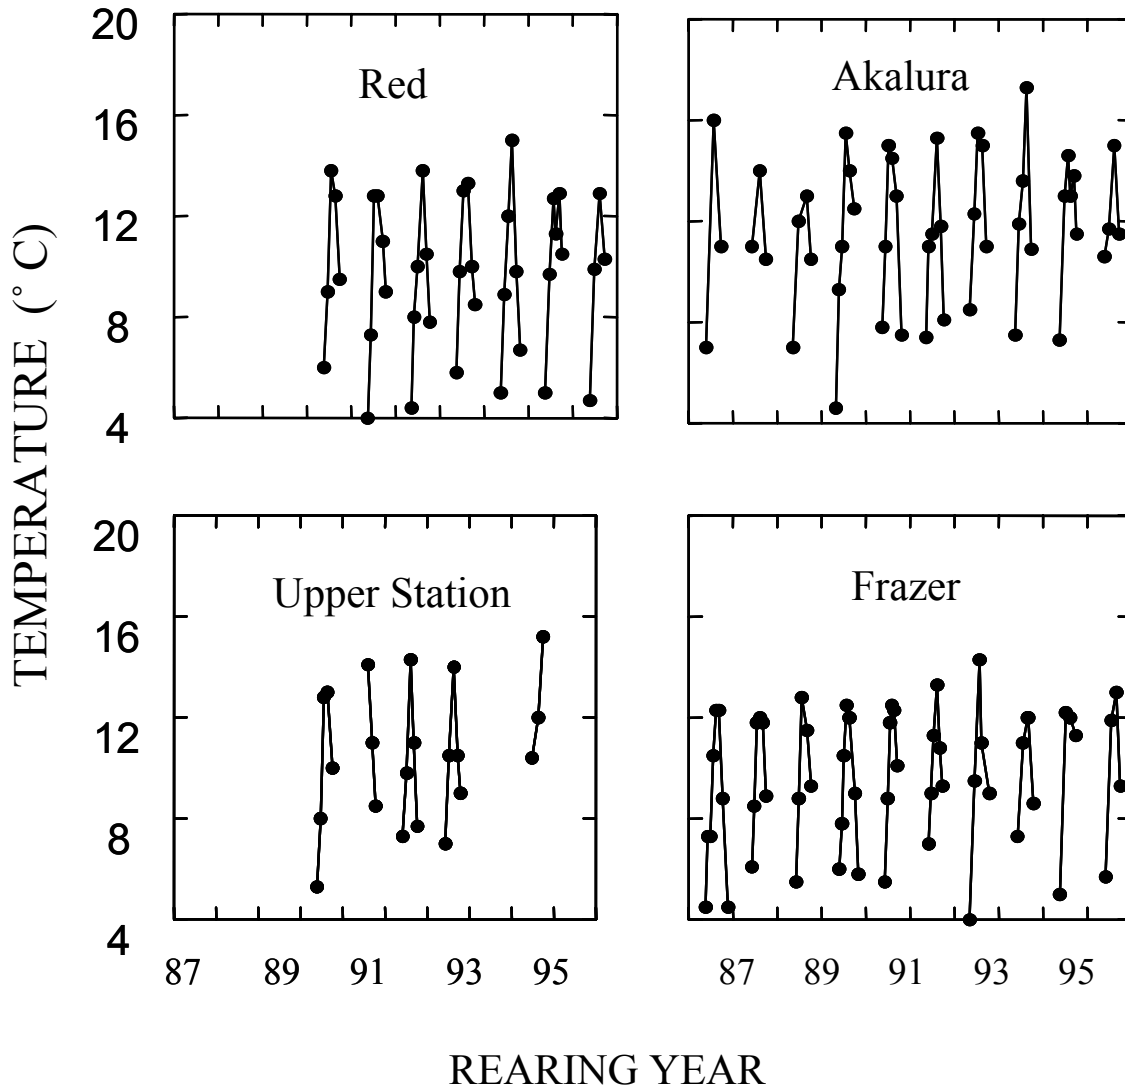 20
16
12
8
4
Red
Akalura
TEMPERATURE (° C)
20
16
12
8
4
Upper Station
Frazer
87 89 91 93 95
87 89 91 93 95
REARING YEAR